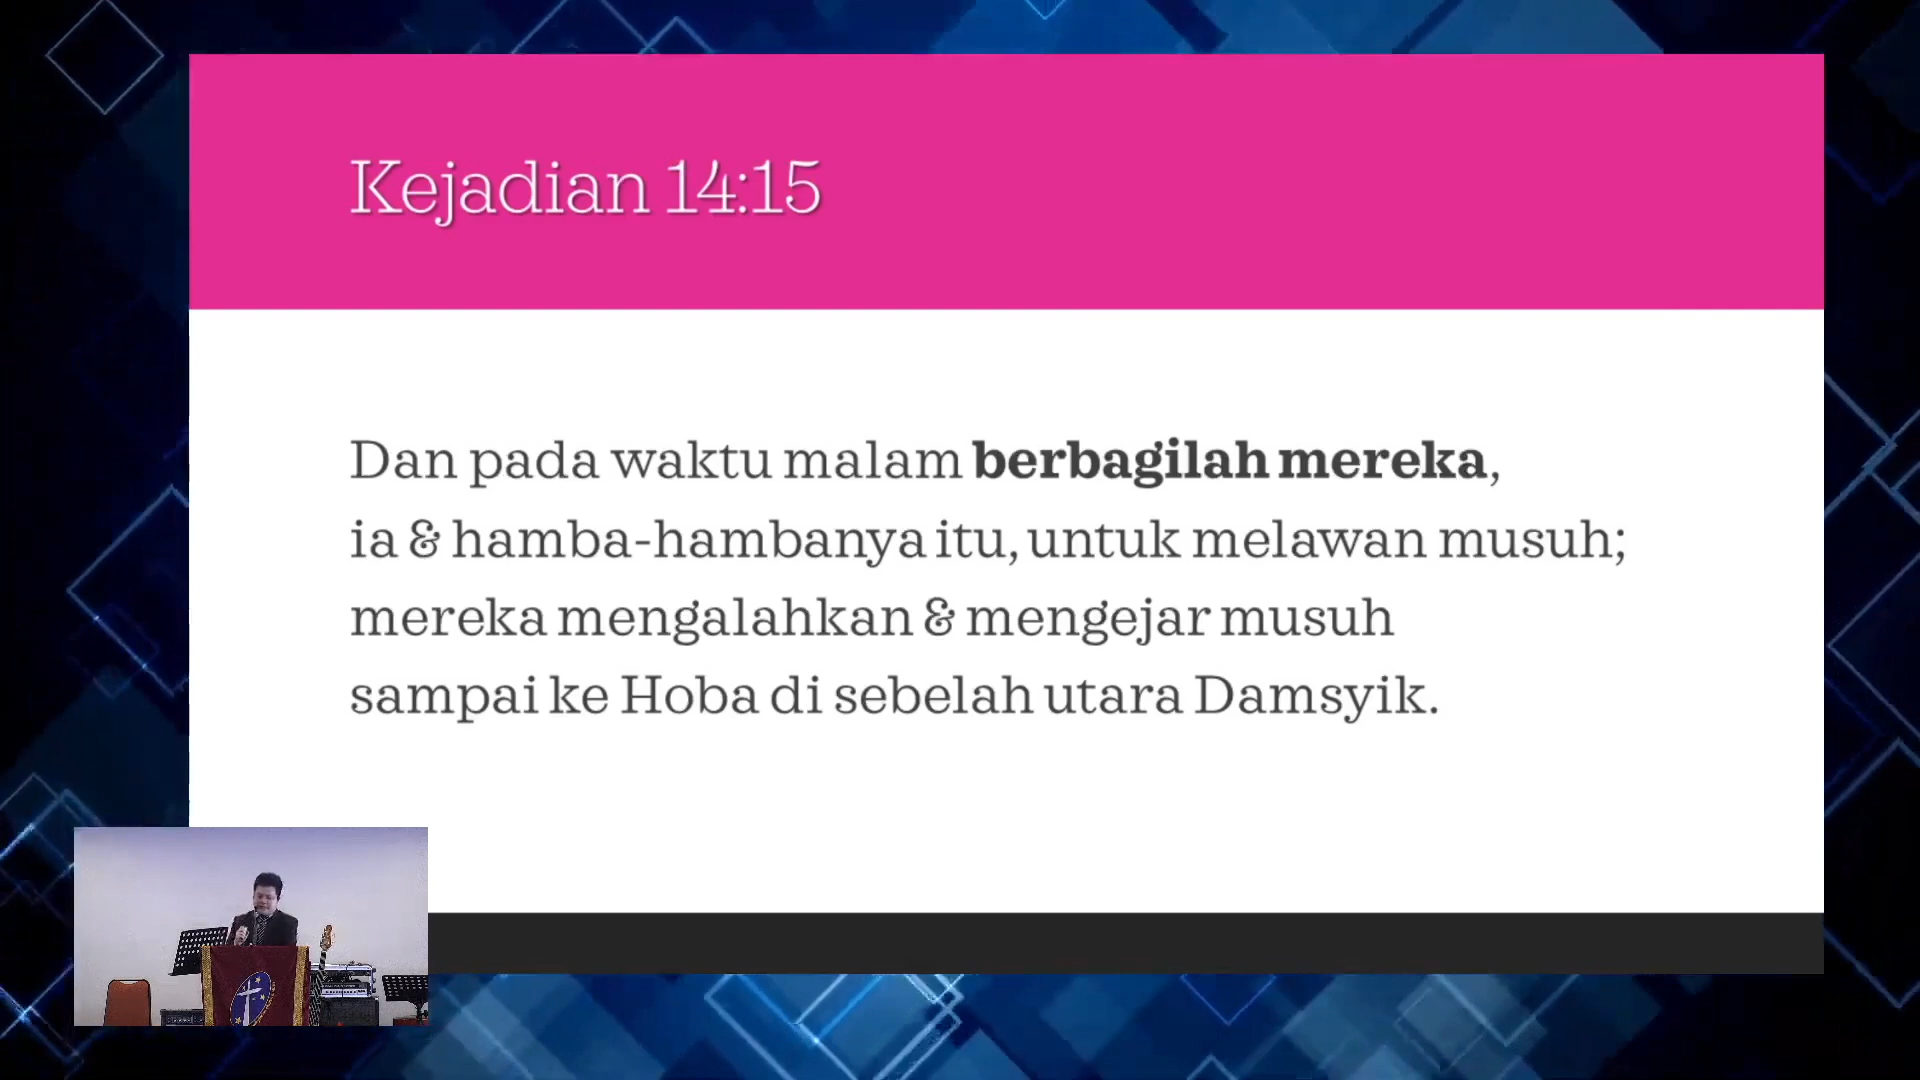 Kejadian 14:15
Dan pada waktu malam berbagilah mereka,
ia & hamba-hambanya itu, untuk melawan musuh;
mereka mengalahkan & mengejar musuh
sampai ke Hoba di sebelah utara Damsyik.